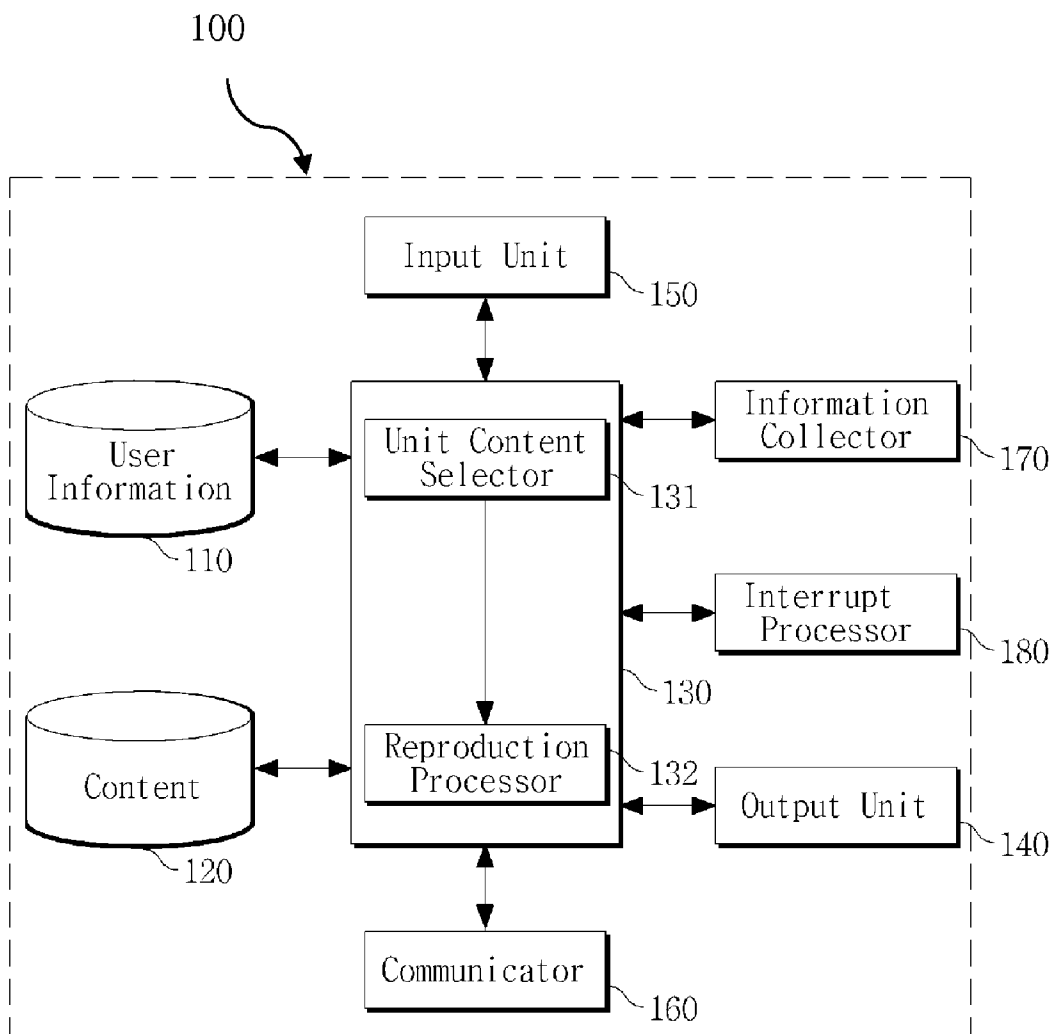 100
Input Unit
150
User
Information
110
Unit Content
Selector
131
Information
Collector
170
Interrupt
Processor
180
130
Content
120
Reproduction
Processor
132
Output Unit
140
Communicator
160